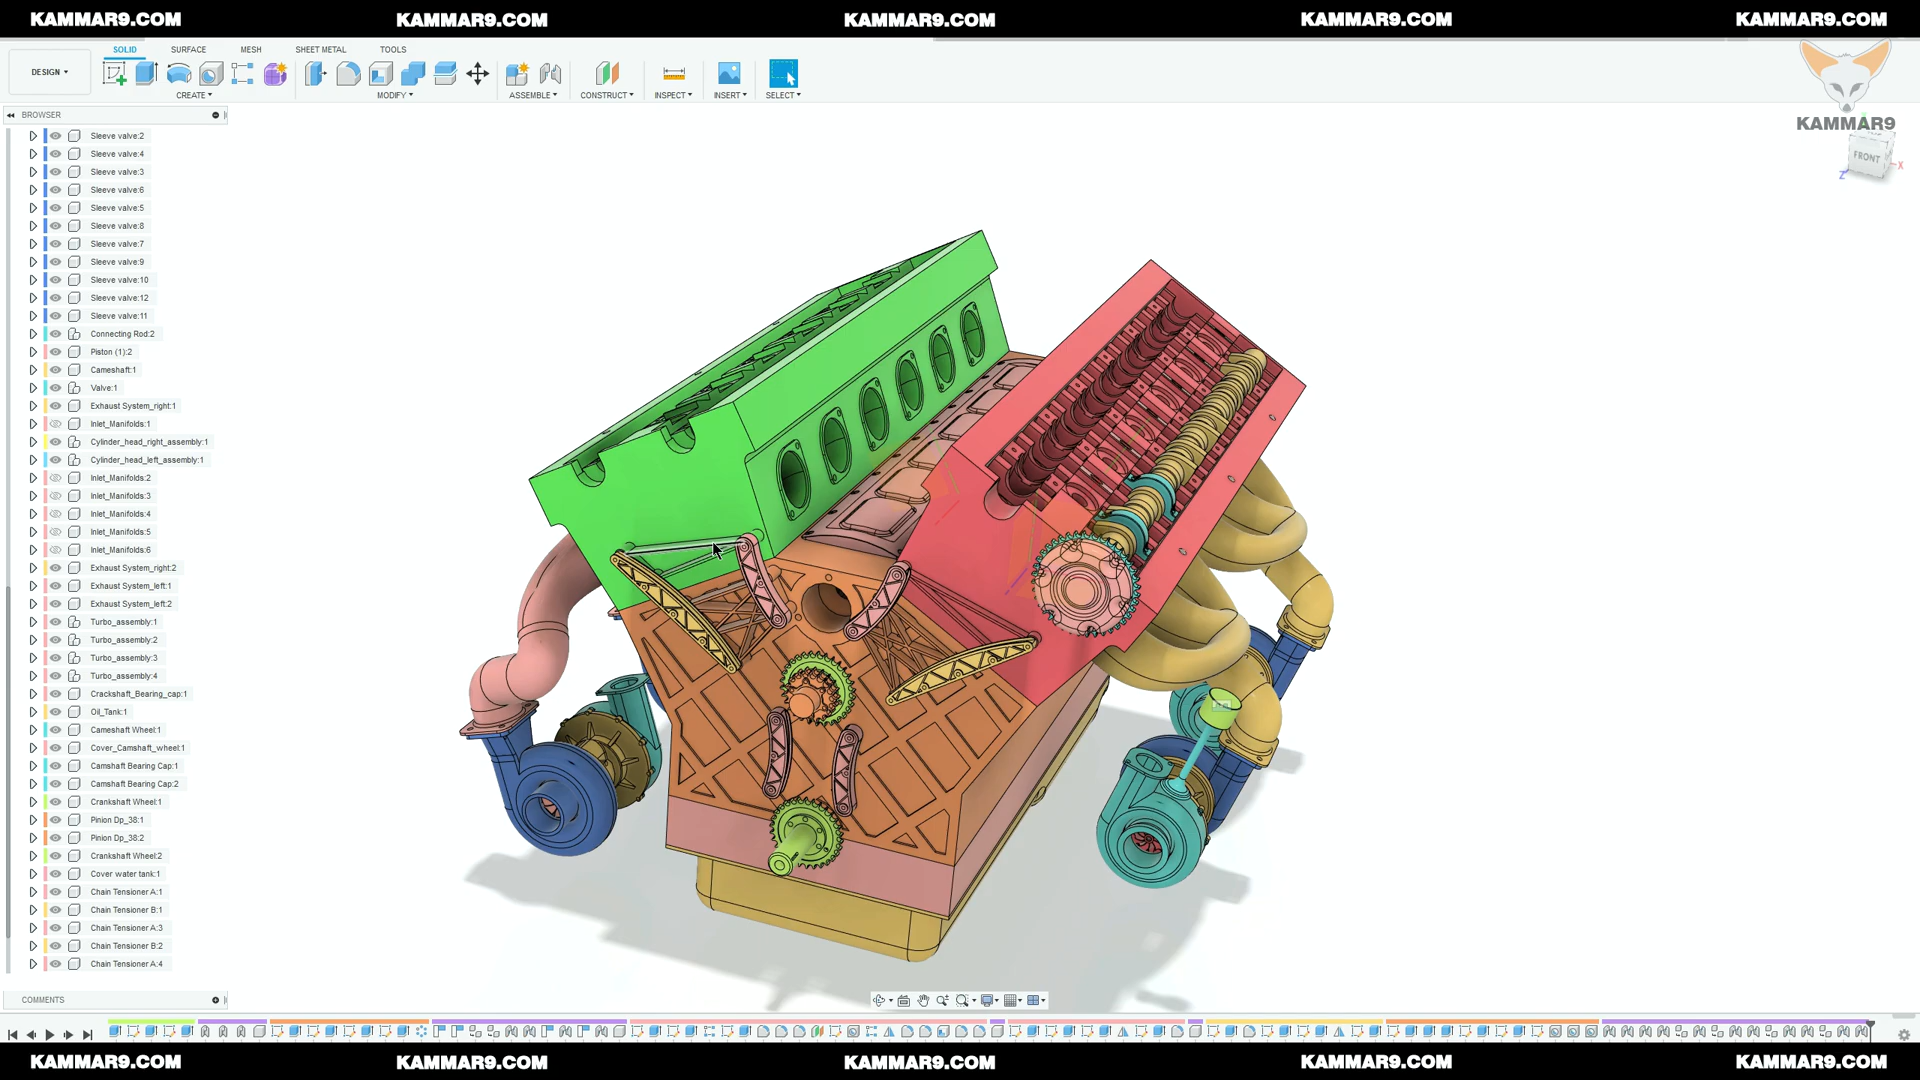 KAMMAR9.COM KAMMAR9.COM KAMMAR9.COM KAMMAR9.COM KAMMAR9.COM
SOLID SURFACE MESH SHEET METAL TOOLS
DESIGN
CREATE MODIFY ASSEMBLE CONSTRUCT INSPECT INSERT SELECT
BROWSER
KAMMAR9
FRONT
X
Z
Sleeve valve:2
Sleeve valve:4
Sleeve valve:3
Sleeve valve:6
Sleeve valve:5
Sleeve valve:8
Sleeve valve:7
Sleeve valve:9
Sleeve valve:10
Sleeve valve:12
Sleeve valve:11
Connecting Rod:2
Piston (1):2
Cameshaft:1
Valve:1
Exhaust System_right:1
Inlet_Manifolds:1
Cylinder_head_right_assembly:1
Cylinder_head_left_assembly:1
Inlet_Manifolds:2
Inlet_Manifolds:3
Inlet_Manifolds:4
Inlet_Manifolds:5
Inlet_Manifolds:6
Exhaust System_right:2
Exhaust System_left:1
Exhaust System_left:2
Turbo_assembly:1
Turbo_assembly:2
Turbo_assembly:3
Turbo_assembly:4
Crackshaft_Bearing_cap:1
Oil_Tank:1
Cameshaft Wheel:1
Cover_Camshaft_wheel:1
Camshaft Bearing Cap:1
Camshaft Bearing Cap:2
Crankshaft Wheel:1
Pinion Dp_38:1
Pinion Dp_38:2
Crankshaft Wheel:2
Cover water tank:1
Chain Tensioner A:1
Chain Tensioner B:1
Chain Tensioner A:3
Chain Tensioner B:2
Chain Tensioner A:4
COMMENTS
KAMMAR9.COM KAMMAR9.COM KAMMAR9.COM KAMMAR9.COM KAMMAR9.COM